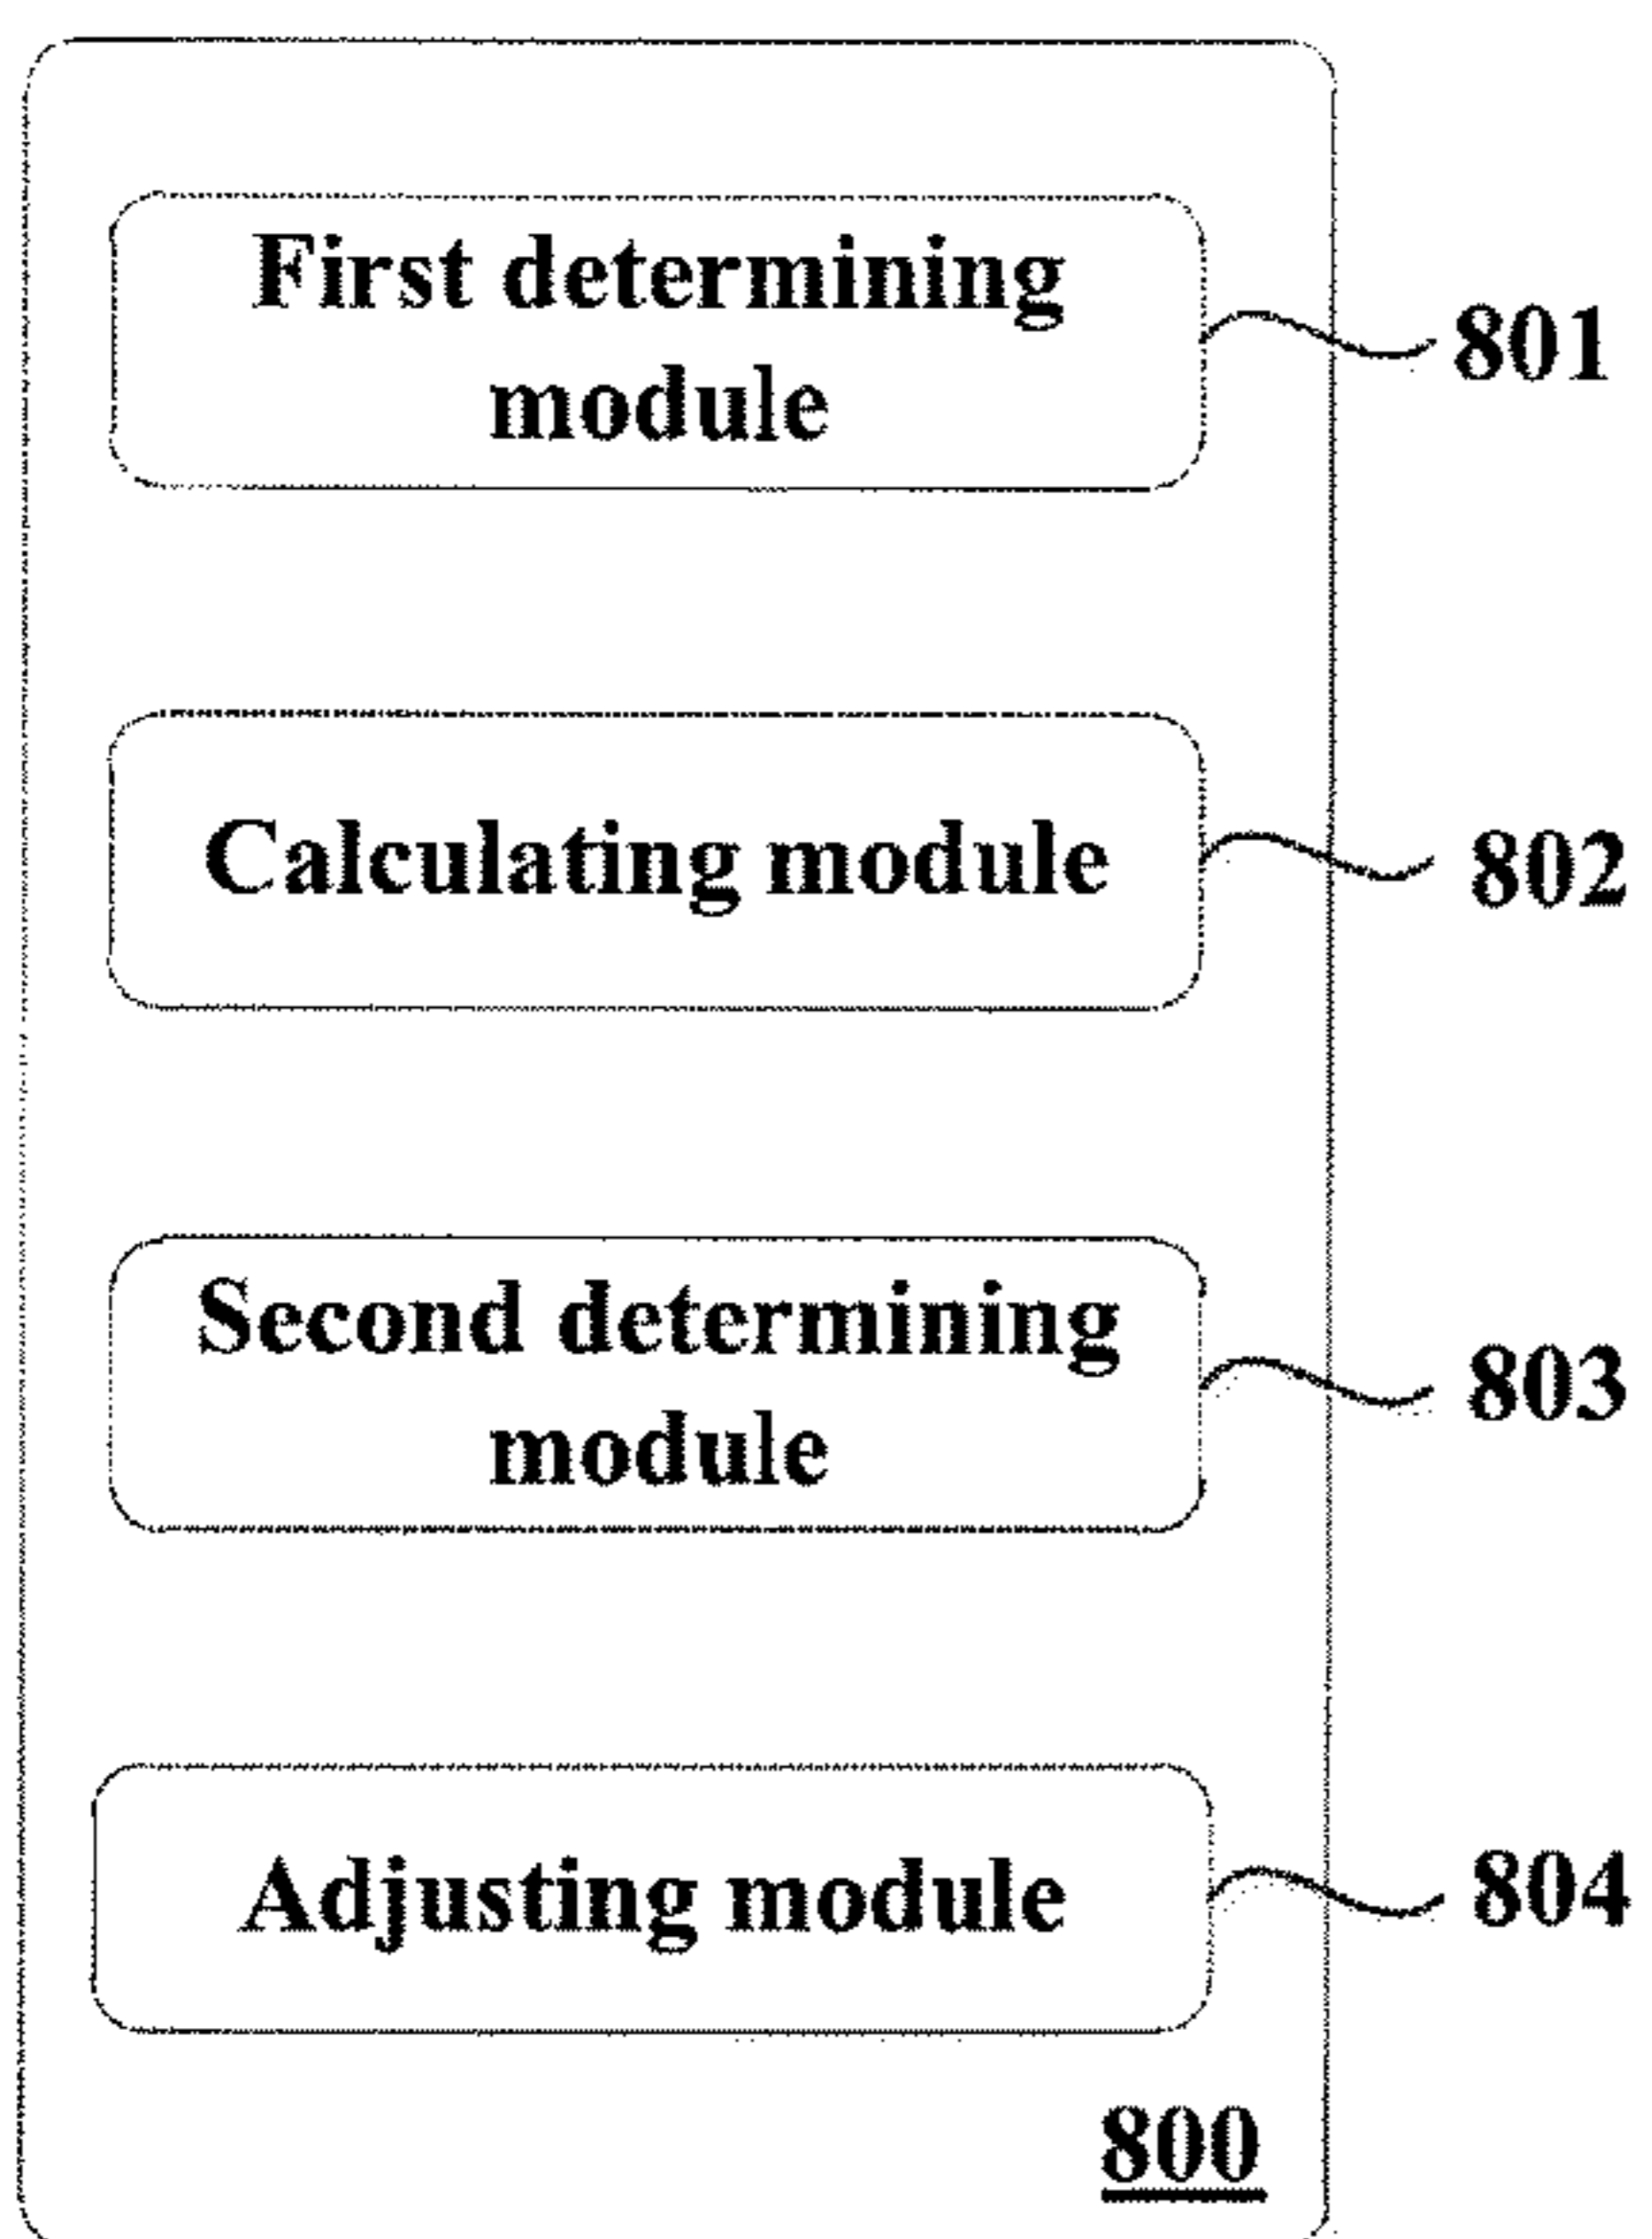 First determining
module
801
Calculating module
802
Second determining
module
803
Adjusting module
804
800